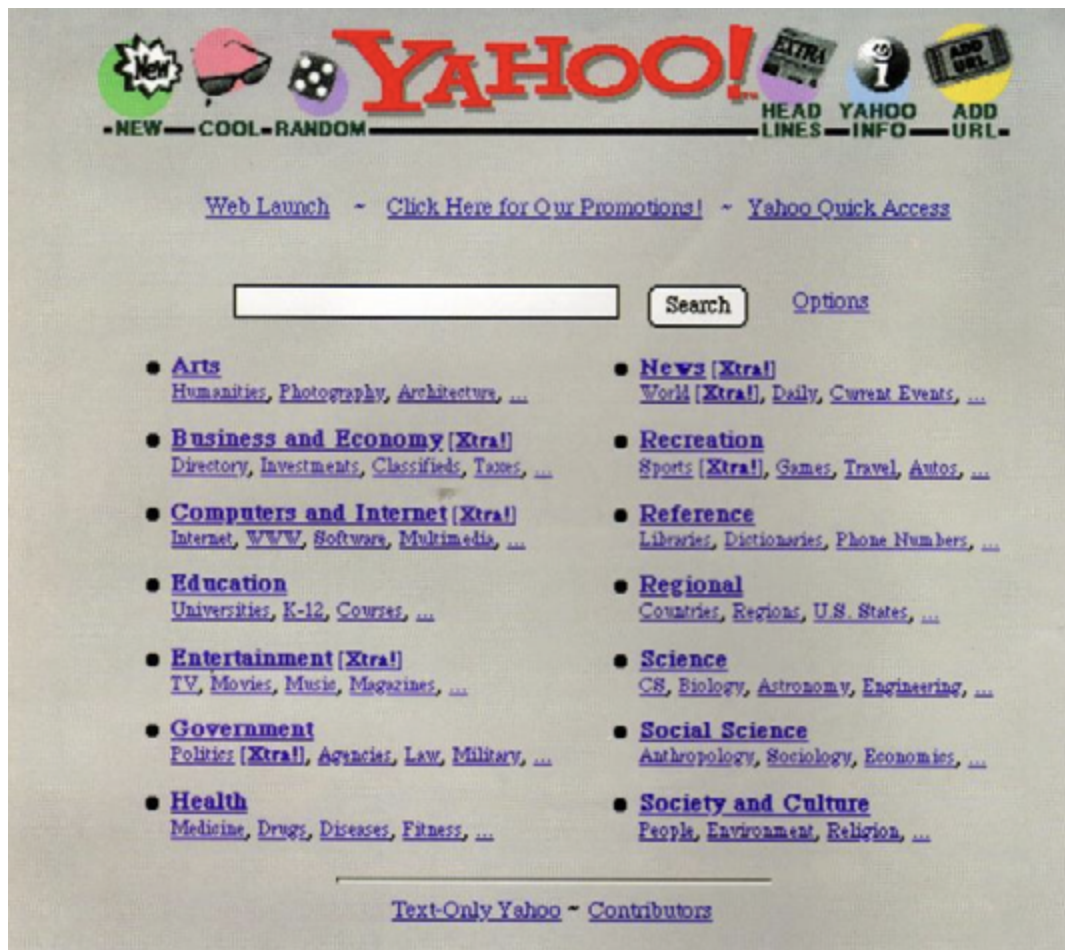 New
EXTRA
ADD URL
YAHOO!
NEW COOL RANDOM
HEAD LINES
YAHOO INFO
ADD URL
Web Launch ~ Click Here for Our Promotions! ~ Yahoo Quick Access
Search Options
Arts
Humanities, Photography, Architecture, ...
Business and Economy [Xtra!]
Directory, Investments, Classifieds, Taxes, ...
Computers and Internet [Xtra!]
Internet, WWW, Software, Multimedia, ...
Education
Universities, K-12, Courses, ...
Entertainment [Xtra!]
TV, Movies, Music, Magazines, ...
Government
Politics [Xtra!], Agencies, Law, Military, ...
Health
Medicine, Drugs, Diseases, Fitness, ...
News [Xtra!]
World [Xtra!], Daily, Current Events, ...
Recreation
Sports [Xtra!], Games, Travel, Autos, ...
Reference
Libraries, Dictionaries, Phone Numbers, ...
Regional
Countries, Regions, U.S. States, ...
Science
CS, Biology, Astronomy, Engineering, ...
Social Science
Anthropology, Sociology, Economics, ...
Society and Culture
People, Environment, Religion, ...
Text-Only Yahoo ~ Contributors